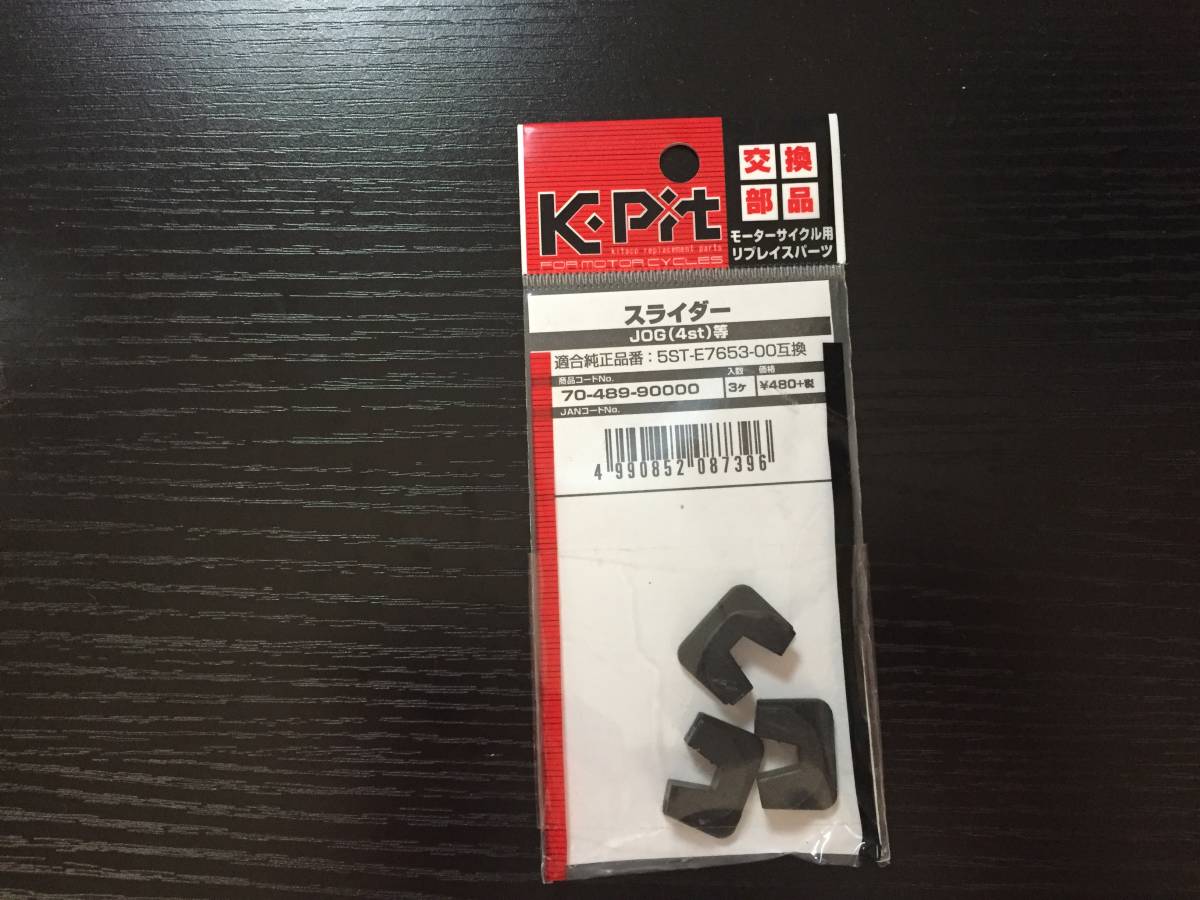 K・Pit
kitaco replacement parts
FOR MOTOR CYCLES
交換
部品
モーターサイクル用
リプレイスパーツ
スライダー
JOG(4st)等
適合純正品番：5ST-E7653-00互換
商品コードNo. 入数 価格
70-489-90000 3ヶ ¥480+税
JANコードNo.
4 990852 087396